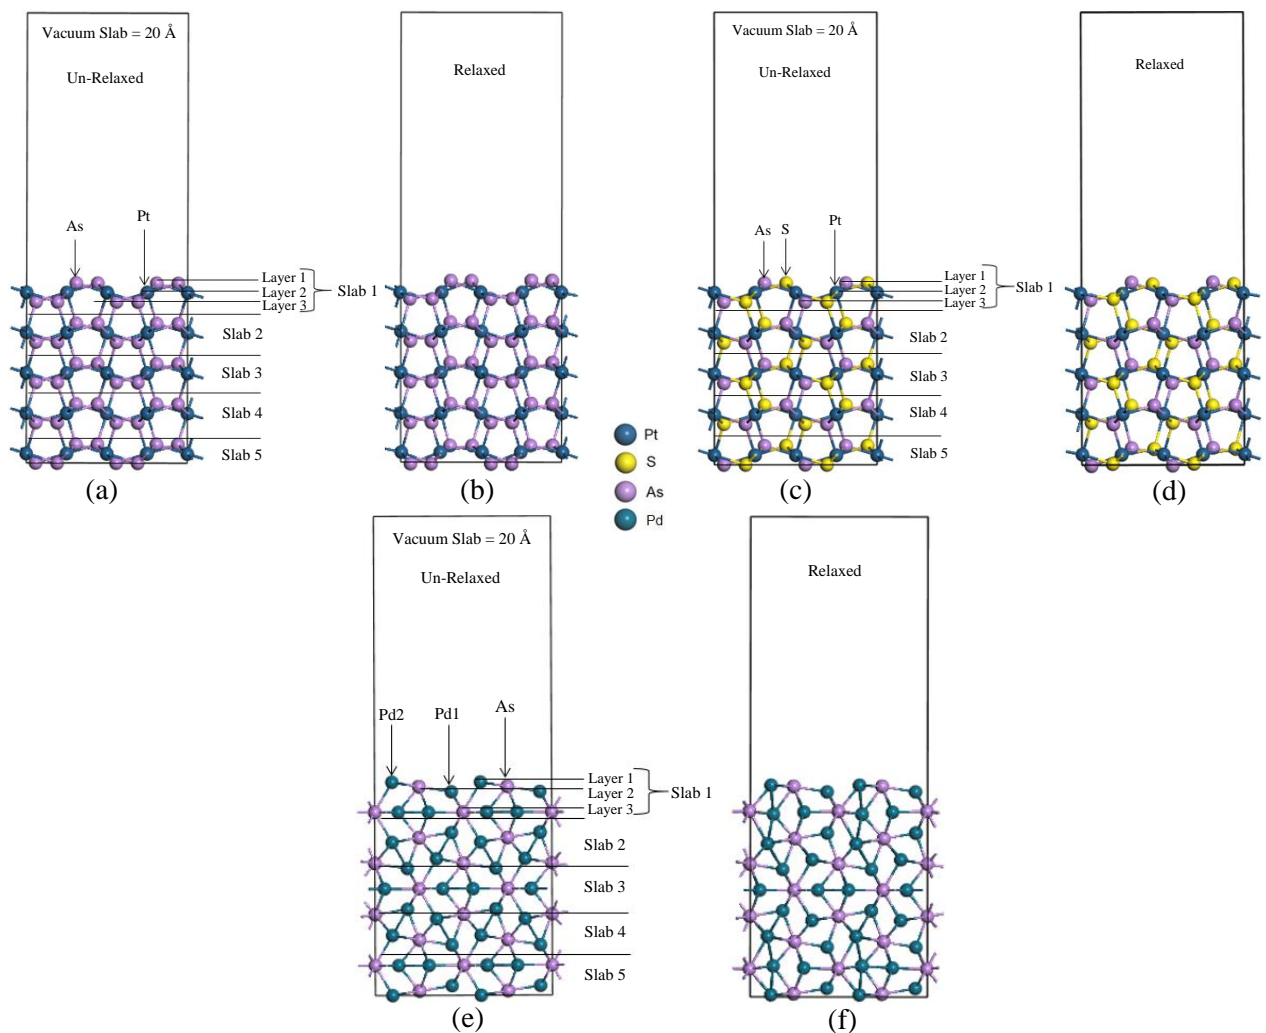 Vacuum Slab = 20 Å
Un-Relaxed
As
Pt
Layer 1
Layer 2
Layer 3
Slab 1
Slab 2
Slab 3
Slab 4
Slab 5
(a)
Relaxed
(b)
Vacuum Slab = 20 Å
Un-Relaxed
As
S
Pt
Layer 1
Layer 2
Layer 3
Slab 1
Slab 2
Slab 3
Slab 4
Slab 5
(c)
Relaxed
(d)
Pt
S
As
Pd
Vacuum Slab = 20 Å
Un-Relaxed
Pd2
Pd1
As
Layer 1
Layer 2
Layer 3
Slab 1
Slab 2
Slab 3
Slab 4
Slab 5
(e)
Relaxed
(f)